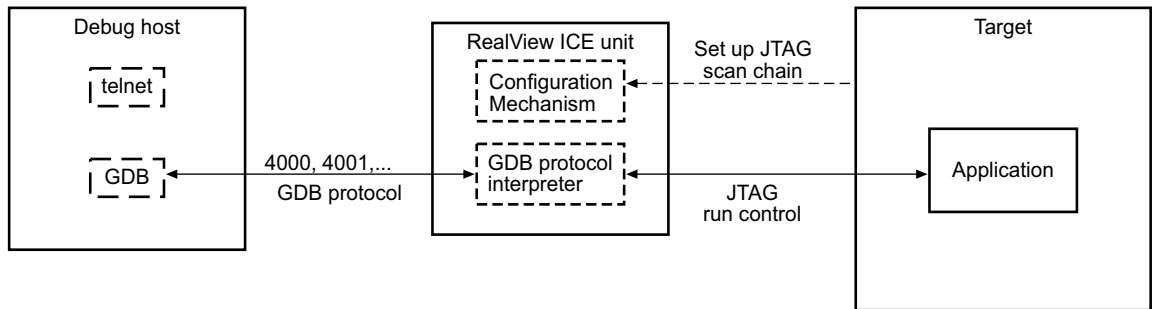 Debug host
telnet
GDB
4000, 4001,...
GDB protocol
RealView ICE unit
Configuration
Mechanism
GDB protocol
interpreter
Set up JTAG
scan chain
JTAG
run control
Target
Application